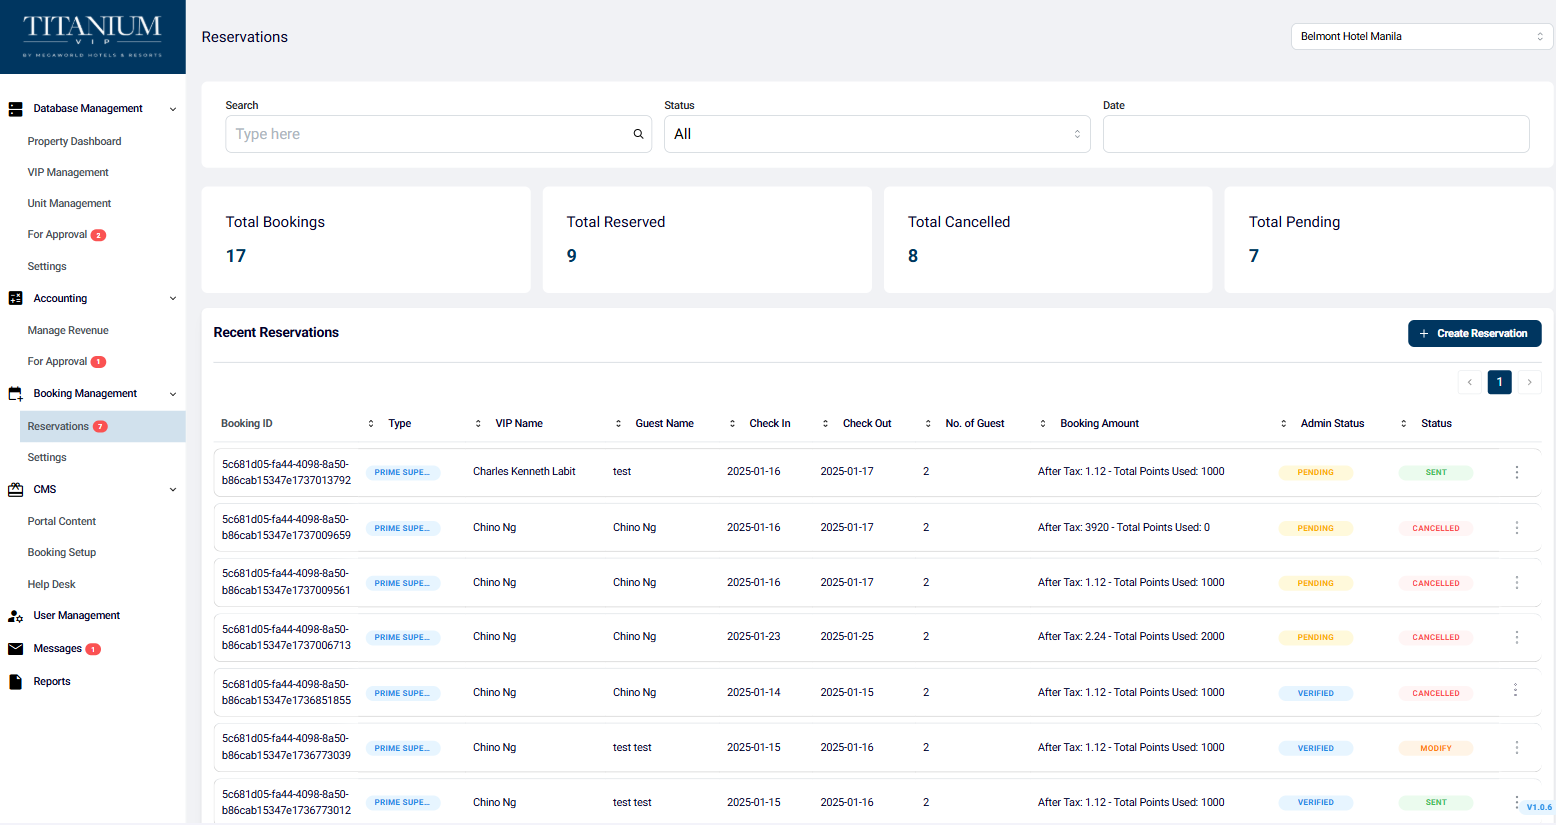 TITANIUM
VIP
BY MEGAWORLD HOTELS & RESORTS
Database Management
Property Dashboard
VIP Management
Unit Management
For Approval 2
Settings
Accounting
Manage Revenue
For Approval 1
Booking Management
Reservations 7
Settings
CMS
Portal Content
Booking Setup
Help Desk
User Management
Messages 1
Reports
Reservations
Belmont Hotel Manila
Search
Type here
Status
All
Date
Total Bookings
17
Total Reserved
9
Total Cancelled
8
Total Pending
7
Recent Reservations
+ Create Reservation
< 1 >
Booking ID Type VIP Name Guest Name Check In Check Out No. of Guest Booking Amount Admin Status Status
5c681d05-fa44-4098-8a50-
b86cab15347e1737013792 PRIME SUPE... Charles Kenneth Labit test 2025-01-16 2025-01-17 2 After Tax: 1.12 - Total Points Used: 1000 PENDING SENT
5c681d05-fa44-4098-8a50-
b86cab15347e1737009659 PRIME SUPE... Chino Ng Chino Ng 2025-01-16 2025-01-17 2 After Tax: 3920 - Total Points Used: 0 PENDING CANCELLED
5c681d05-fa44-4098-8a50-
b86cab15347e1737009561 PRIME SUPE... Chino Ng Chino Ng 2025-01-16 2025-01-17 2 After Tax: 1.12 - Total Points Used: 1000 PENDING CANCELLED
5c681d05-fa44-4098-8a50-
b86cab15347e1737006713 PRIME SUPE... Chino Ng Chino Ng 2025-01-23 2025-01-25 2 After Tax: 2.24 - Total Points Used: 2000 PENDING CANCELLED
5c681d05-fa44-4098-8a50-
b86cab15347e1736851855 PRIME SUPE... Chino Ng Chino Ng 2025-01-14 2025-01-15 2 After Tax: 1.12 - Total Points Used: 1000 VERIFIED CANCELLED
5c681d05-fa44-4098-8a50-
b86cab15347e1736773039 PRIME SUPE... Chino Ng test test 2025-01-15 2025-01-16 2 After Tax: 1.12 - Total Points Used: 1000 VERIFIED MODIFY
5c681d05-fa44-4098-8a50-
b86cab15347e1736773012 PRIME SUPE... Chino Ng test test 2025-01-15 2025-01-16 2 After Tax: 1.12 - Total Points Used: 1000 VERIFIED SENT
V1.0.6